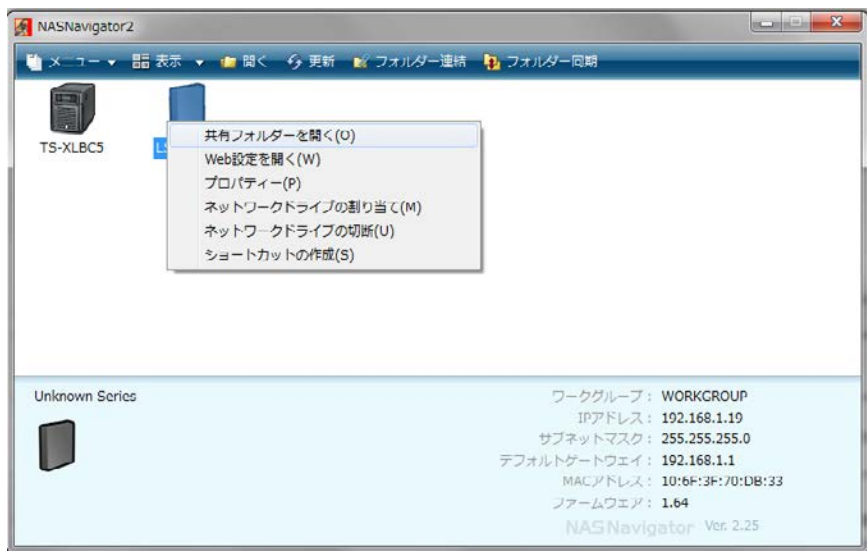 NASNavigator2
メニュー 表示 開く 更新 フォルダー連結 フォルダー同期
TS-XLBC5
共有フォルダーを開く(O)
Web設定を開く(W)
プロパティー(P)
ネットワークドライブの割り当て(M)
ネットワークドライブの切断(U)
ショートカットの作成(S)
Unknown Series
ワークグループ: WORKGROUP
IPアドレス: 192.168.1.19
サブネットマスク: 255.255.255.0
デフォルトゲートウェイ: 192.168.1.1
MACアドレス: 10:6F:3F:70:DB:33
ファームウェア: 1.64
NASNavigator Ver. 2.25